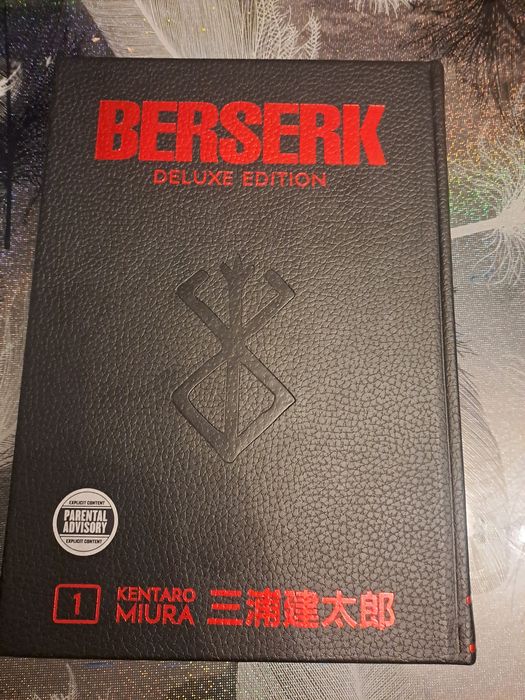 BERSERK
DELUXE EDITION
EXPLICIT CONTENT
PARENTAL
ADVISORY
EXPLICIT CONTENT
1
KENTARO
MIURA
三浦建太郎